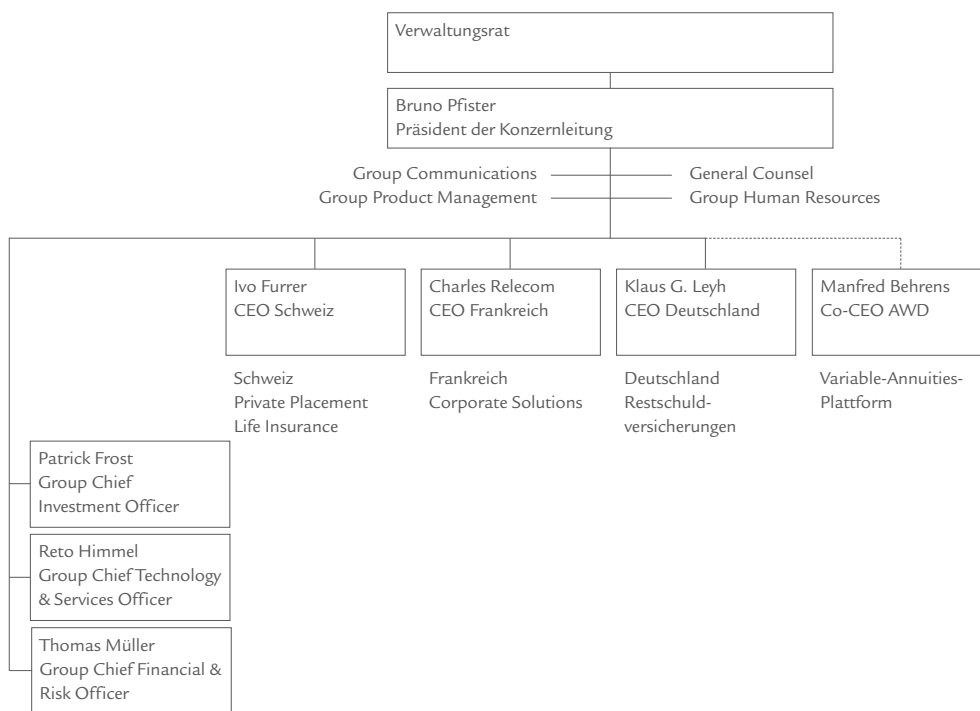 Verwaltungsrat
Bruno Pfister
Präsident der Konzernleitung
Group Communications
General Counsel
Group Product Management
Group Human Resources
Ivo Furrer
CEO Schweiz
Charles Relecom
CEO Frankreich
Klaus G. Leyh
CEO Deutschland
Manfred Behrens
Co-CEO AWD
Schweiz
Private Placement
Life Insurance
Frankreich
Corporate Solutions
Deutschland
Restschuld-
versicherungen
Variable-Annuities-
Plattform
Patrick Frost
Group Chief
Investment Officer
Reto Himmel
Group Chief Technology
& Services Officer
Thomas Müller
Group Chief Financial &
Risk Officer